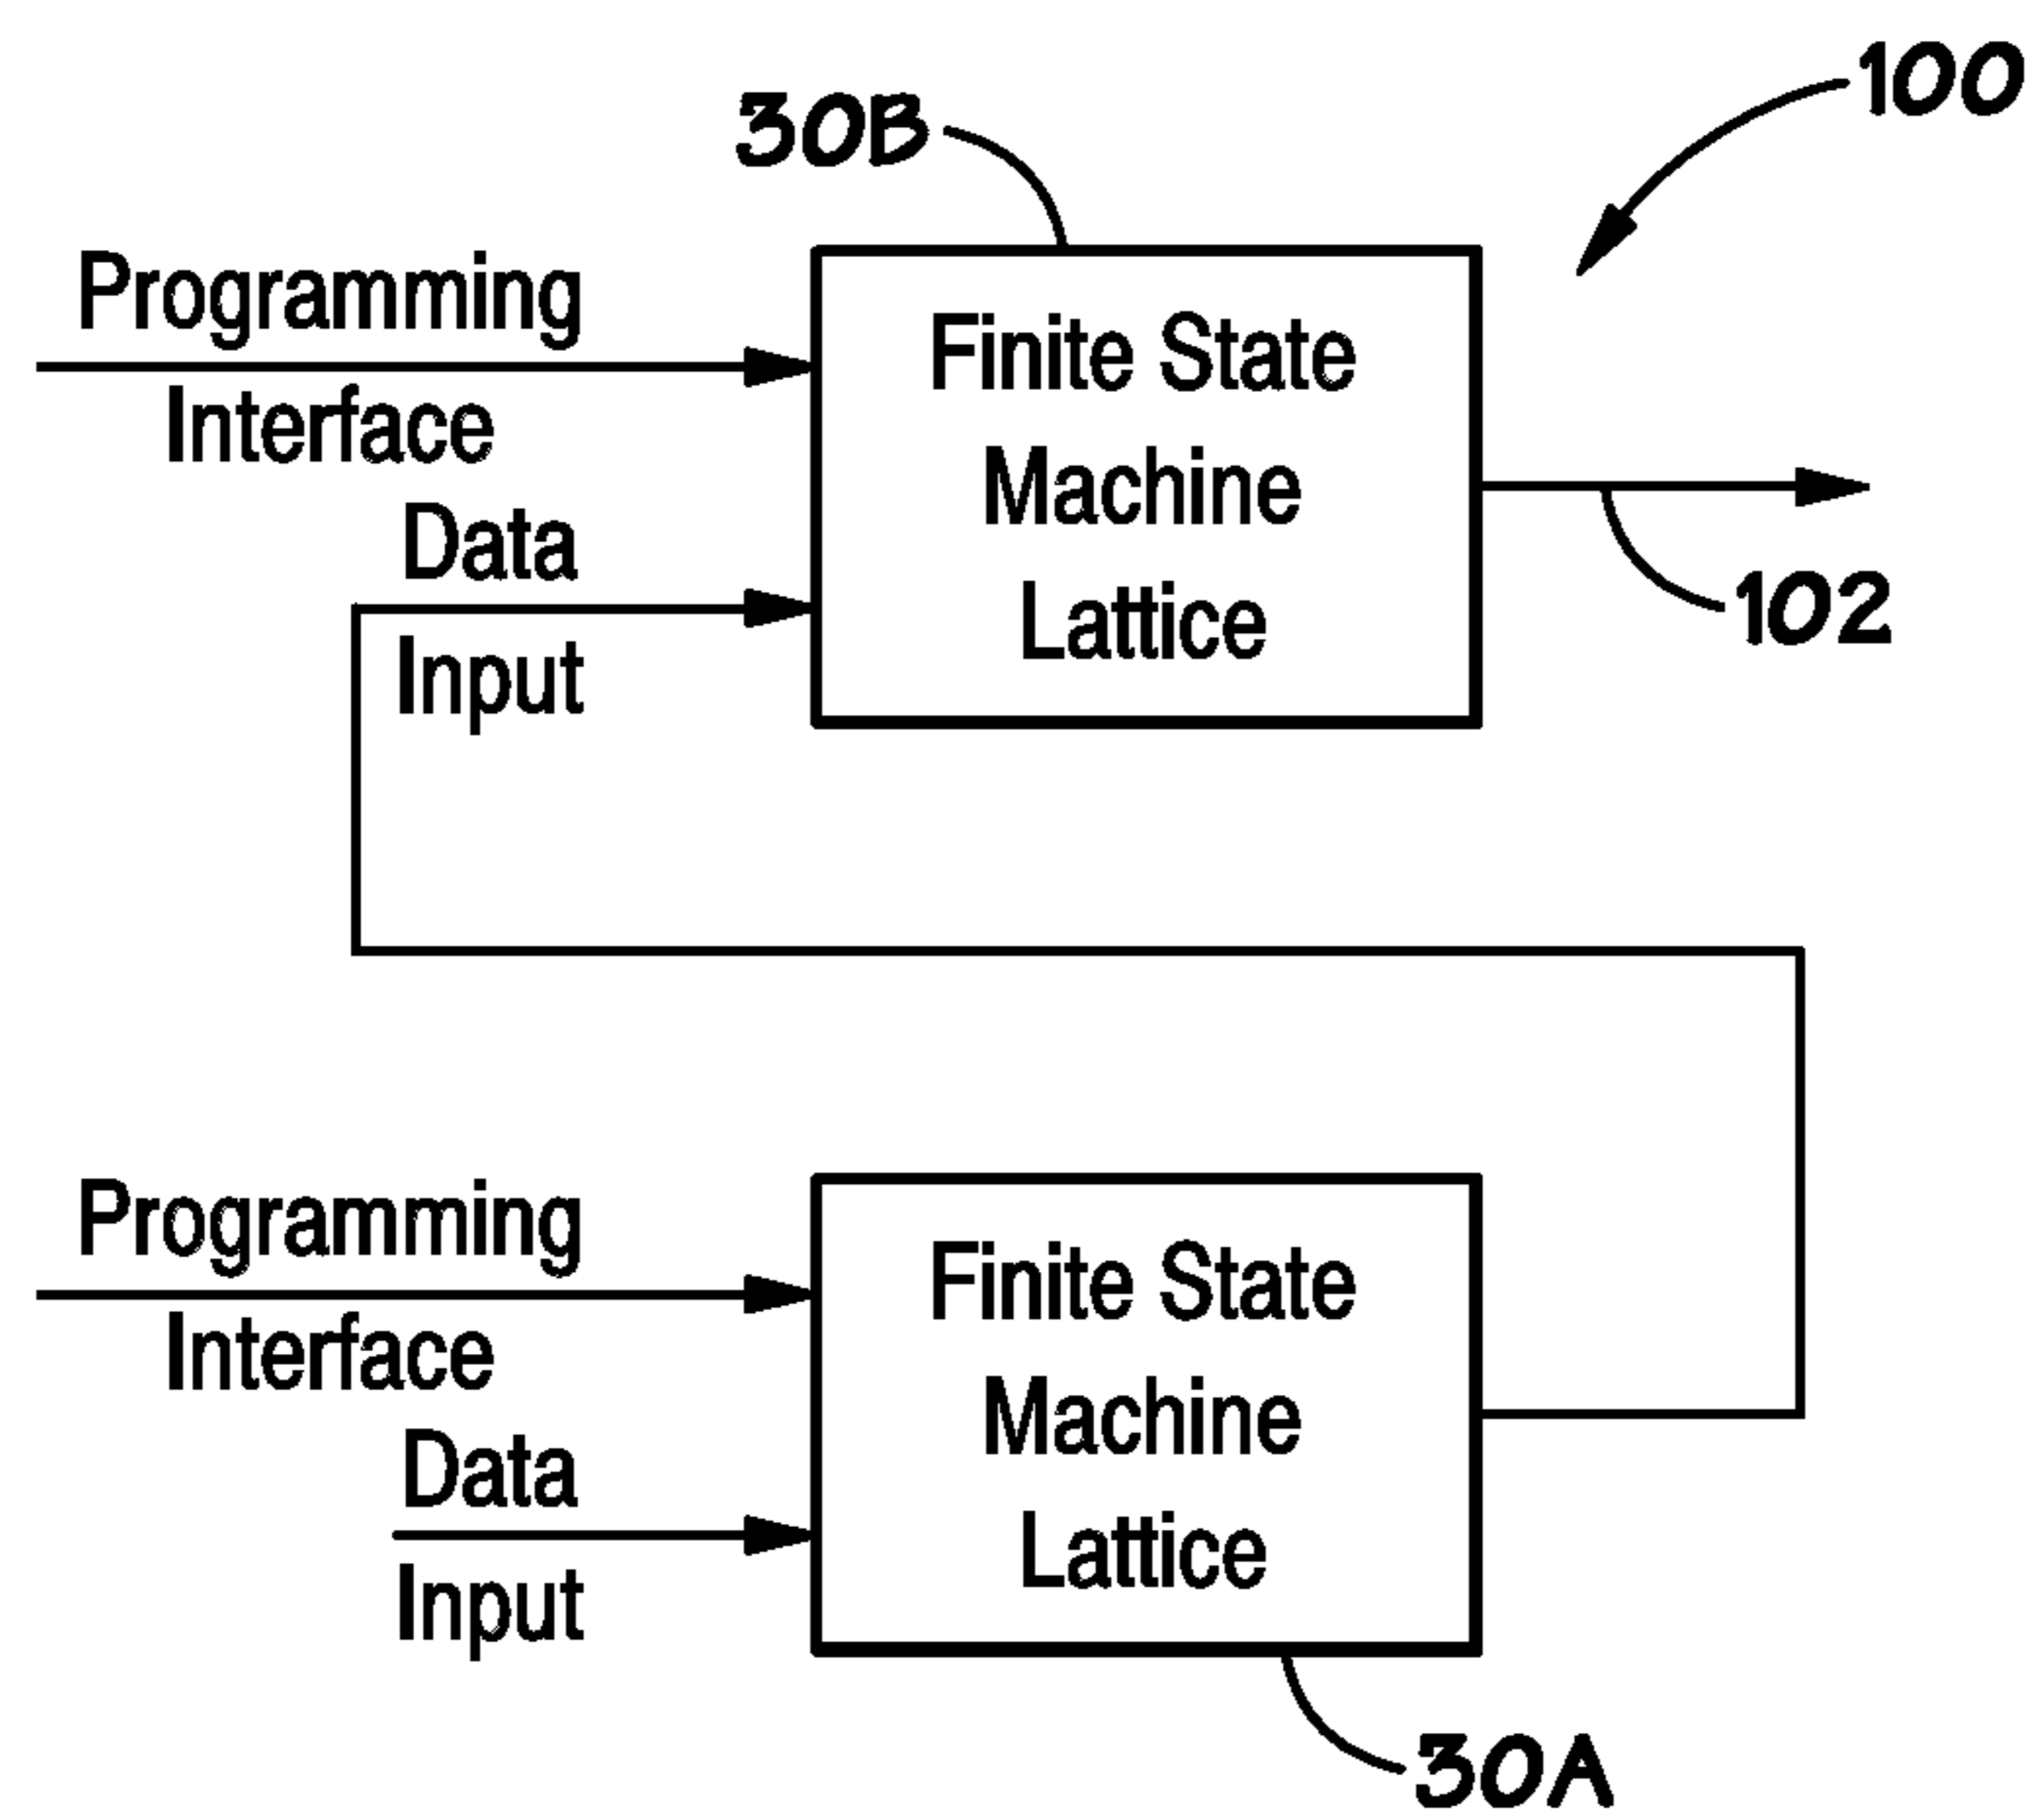 100
30B
Programming
Interface
Data
Input
Finite State
Machine
Lattice
102
Programming
Interface
Data
Input
Finite State
Machine
Lattice
30A